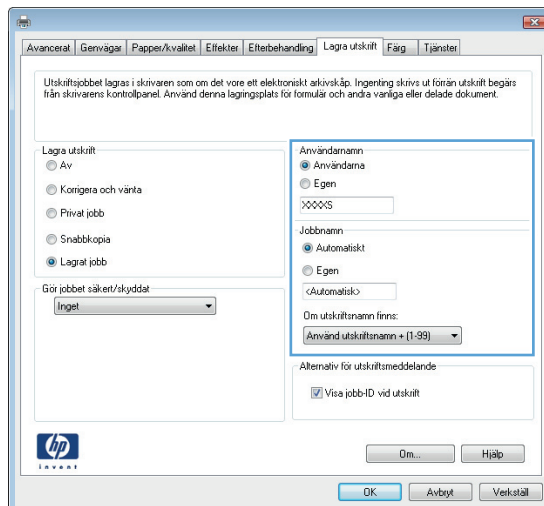 Avancerat Genvägar Papper/kvalitet Effekter Efterbehandling Lagra utskrift Färg Tjänster
Utskriftsjobbet lagras i skrivaren som om det vore ett elektroniskt arkivskåp. Ingenting skrivs ut förrän utskrift begärs
från skrivarens kontrollpanel. Använd denna lagringsplats för formulär och andra vanliga eller delade dokument.
Lagra utskrift
Av
Korrigera och vänta
Privat jobb
Snabbkopia
Lagrat jobb
Gör jobbet säkert/skyddat
Inget
Användarnamn
Användarna
Egen
XXXXS
Jobbnamn
Automatiskt
Egen
<Automatisk>
Om utskriftsnamn finns:
Använd utskriftsnamn + (1-99)
Alternativ för utskriftsmeddelande
Visa jobb-ID vid utskrift
hp
invent
Om... Hjälp
OK Avbryt Verkställ